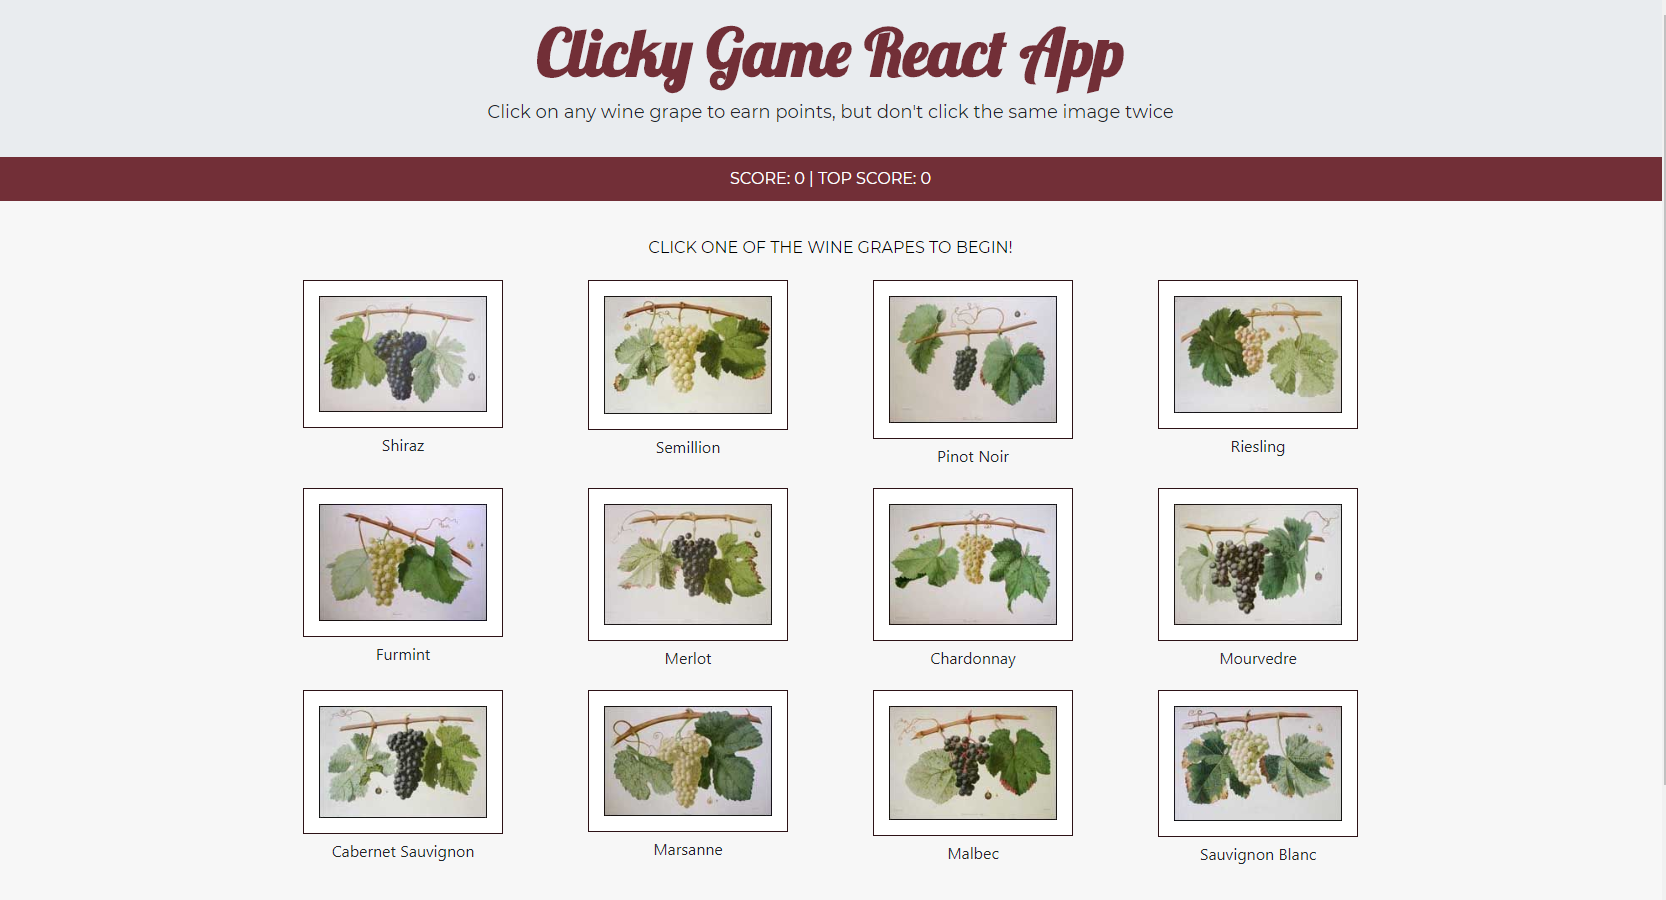 Clicky Game React App
Click on any wine grape to earn points, but don't click the same image twice
SCORE: 0 | TOP SCORE: 0
CLICK ONE OF THE WINE GRAPES TO BEGIN!
Shiraz
Semillion
Pinot Noir
Riesling
Furmint
Merlot
Chardonnay
Mourvedre
Cabernet Sauvignon
Marsanne
Malbec
Sauvignon Blanc